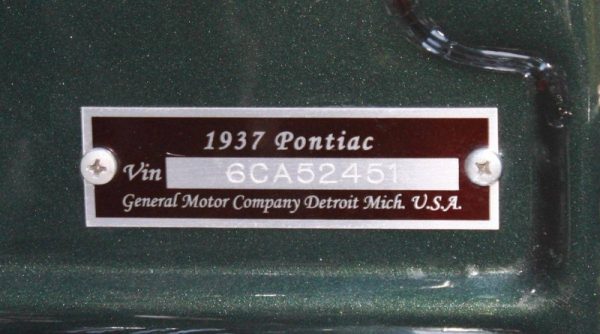 1937 Pontiac
Vin 6CA52451
General Motor Company Detroit Mich. U.S.A.